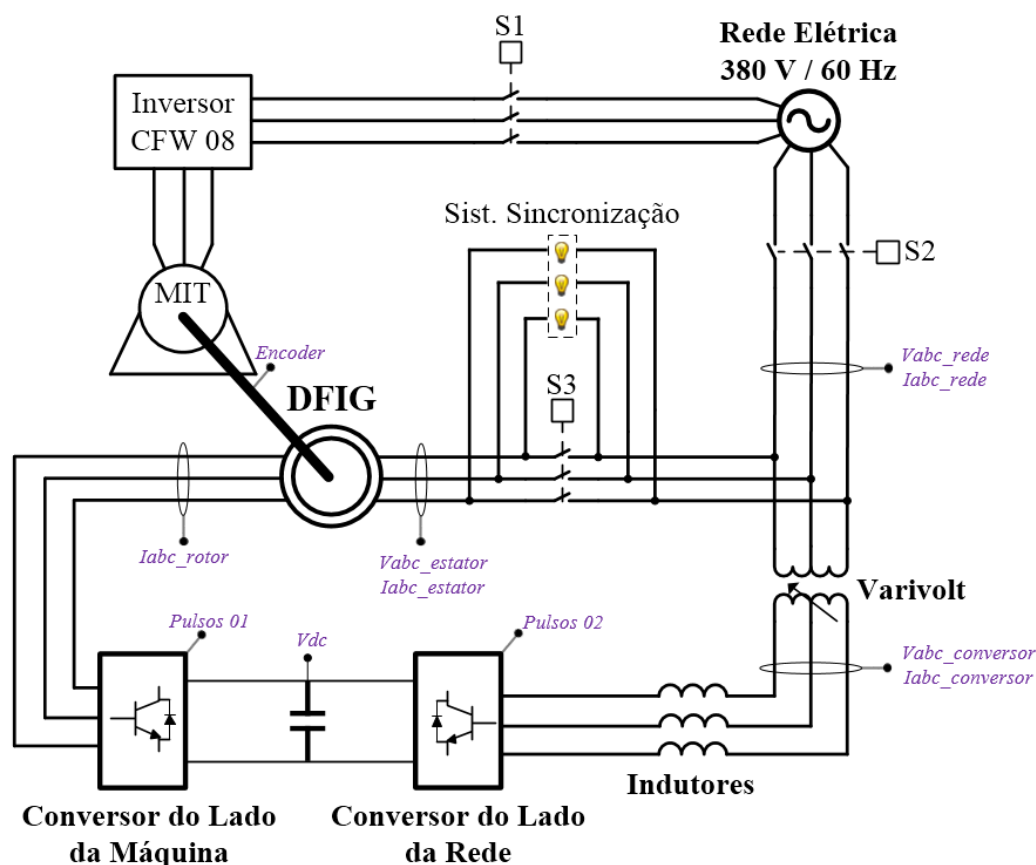 S1
Rede Elétrica
380 V / 60 Hz
Inversor
CFW 08
Sist. Sincronização
S2
MIT
Encoder
Vabc_rede
Iabc_rede
DFIG
S3
Iabc_rotor
Vabc_estator
Iabc_estator
Varivolt
Pulsos 01
Vdc
Pulsos 02
Vabc_conversor
Iabc_conversor
Indutores
Conversor do Lado
da Máquina
Conversor do Lado
da Rede